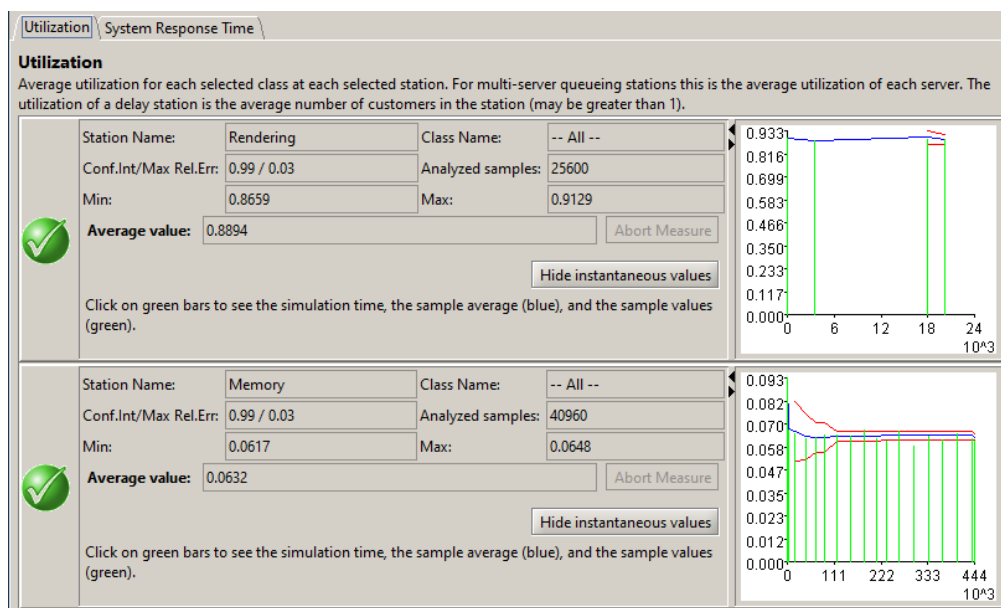 Utilization System Response Time
Utilization
Average utilization for each selected class at each selected station. For multi-server queueing stations this is the average utilization of each server. The
utilization of a delay station is the average number of customers in the station (may be greater than 1).
Station Name: Rendering Class Name: -- All --
Conf.Int/Max Rel.Err: 0.99 / 0.03 Analyzed samples: 25600
Min: 0.8659 Max: 0.9129
Average value: 0.8894 Abort Measure
Hide instantaneous values
Click on green bars to see the simulation time, the sample average (blue), and the sample values
(green).
0.933
0.816
0.699
0.583
0.466
0.350
0.233
0.117
0.000
0 6 12 18 24
10^3
Station Name: Memory Class Name: -- All --
Conf.Int/Max Rel.Err: 0.99 / 0.03 Analyzed samples: 40960
Min: 0.0617 Max: 0.0648
Average value: 0.0632 Abort Measure
Hide instantaneous values
Click on green bars to see the simulation time, the sample average (blue), and the sample values
(green).
0.093
0.082
0.070
0.058
0.047
0.035
0.023
0.012
0.000
0 111 222 333 444
10^3